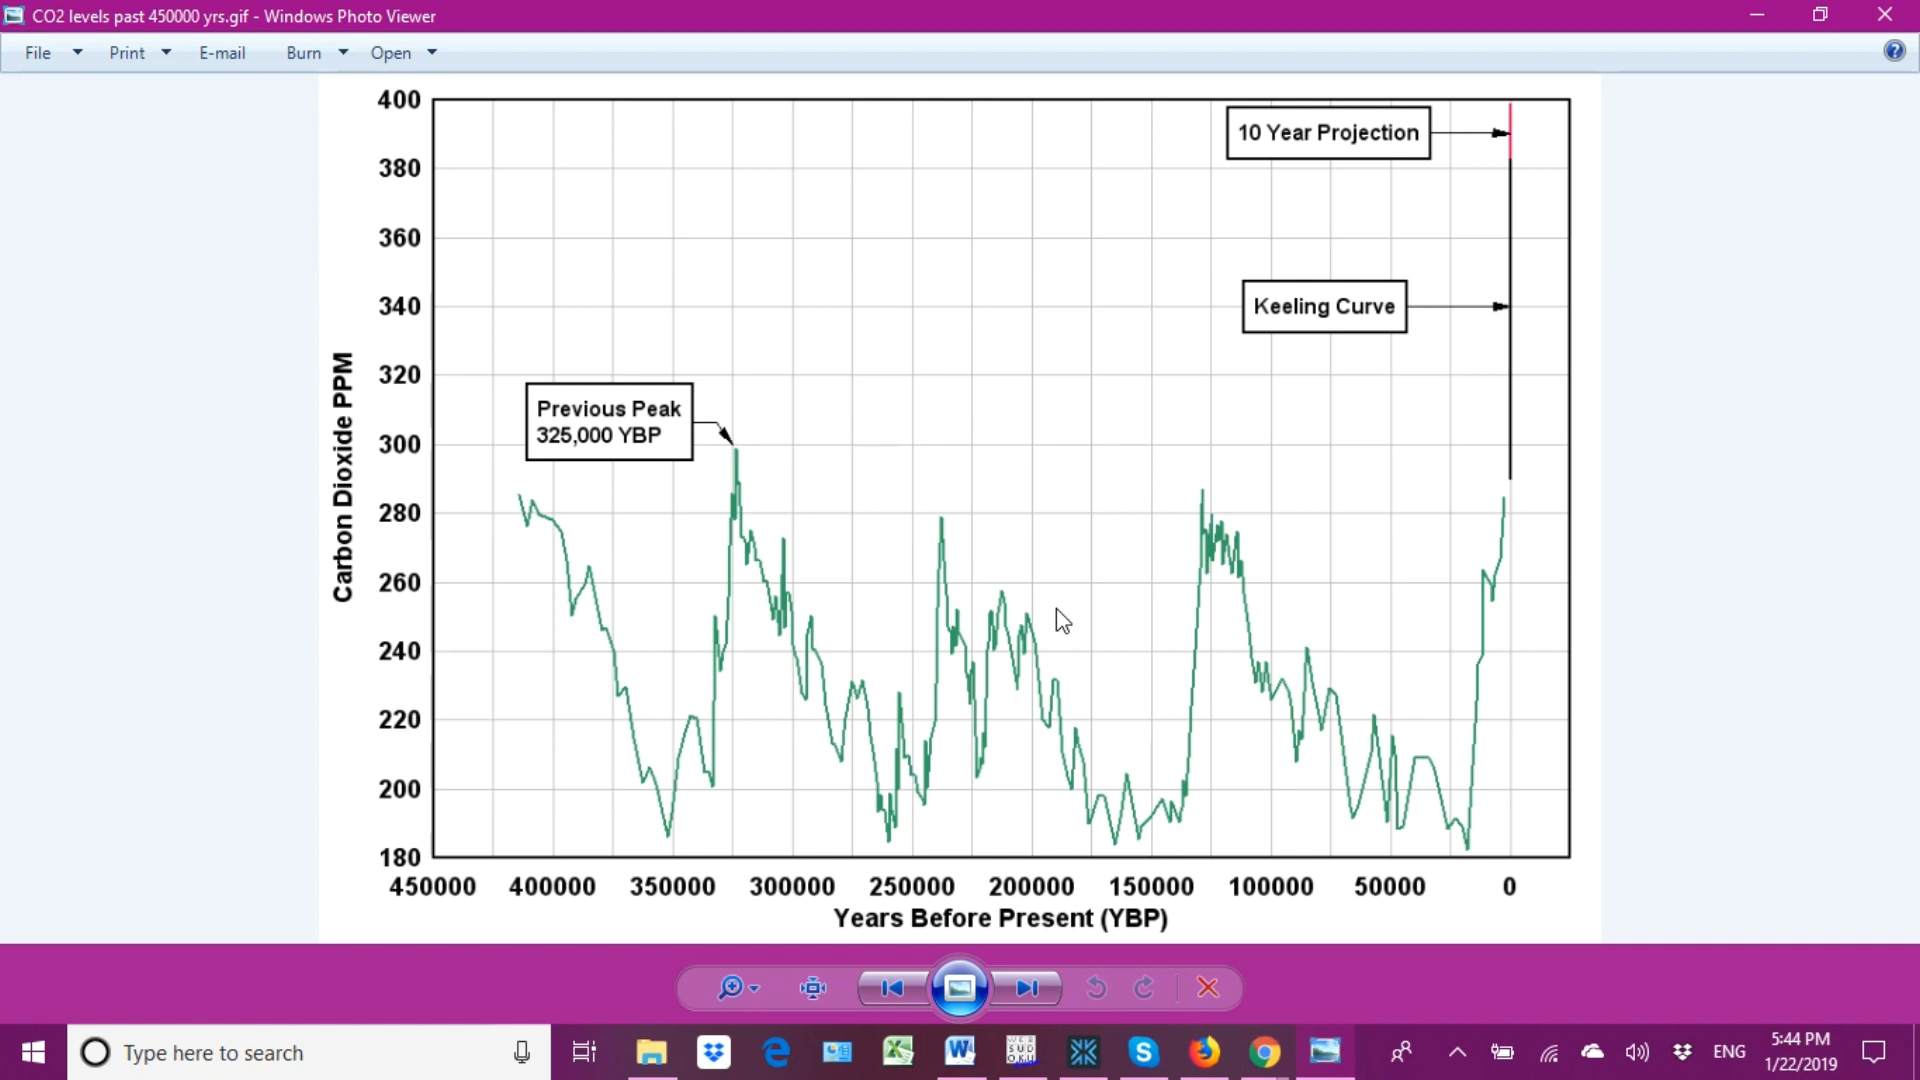 CO2 levels past 450000 yrs.gif - Windows Photo Viewer
File Print E-mail Burn Open
400
380
360
340
320
300
280
260
240
220
200
180
Carbon Dioxide PPM
10 Year Projection
Keeling Curve
Previous Peak
325,000 YBP
450000 400000 350000 300000 250000 200000 150000 100000 50000 0
Years Before Present (YBP)
Type here to search
WEB
SUD
OKU
ENG
5:44 PM
1/22/2019